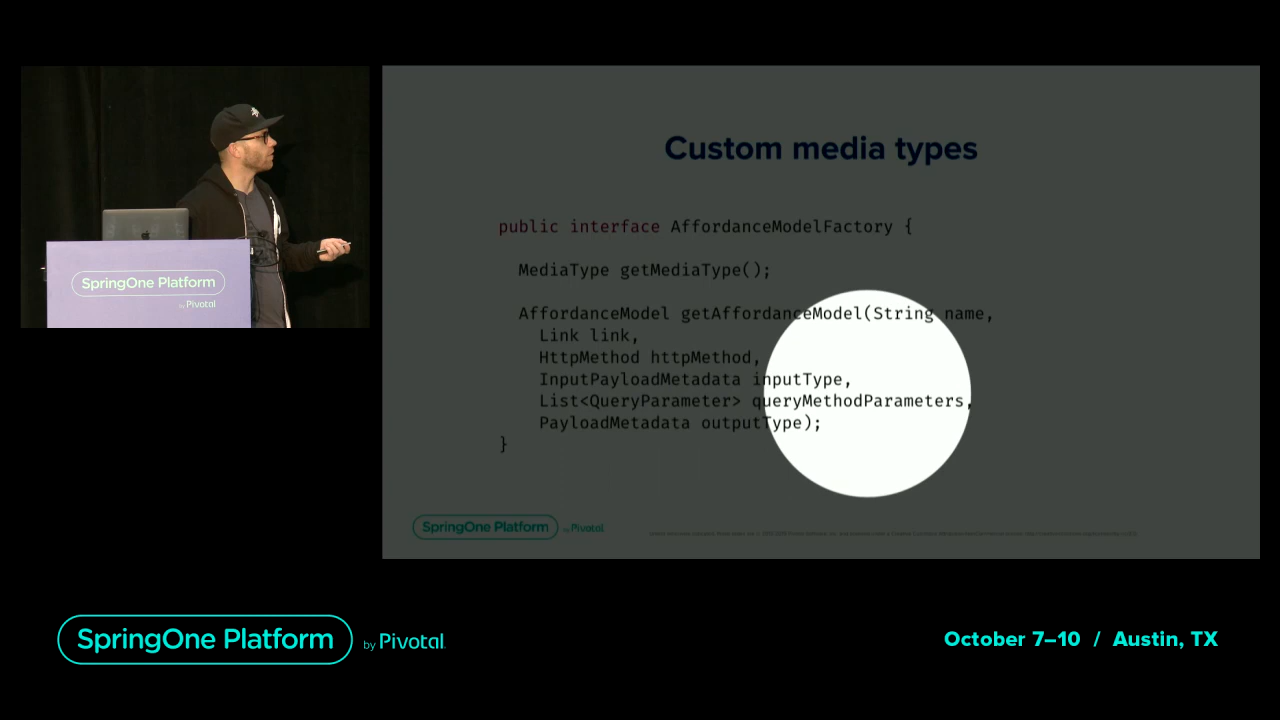 SpringOne Platform
by Pivotal
Custom media types
public interface AffordanceModelFactory {
MediaType getMediaType();
AffordanceModel getAffordanceModel(String name,
Link link,
HttpMethod httpMethod,
InputPayloadMetadata inputType,
List<QueryParameter> queryMethodParameters,
PayloadMetadata outputType);
}
SpringOne Platform by Pivotal
SpringOne Platform by Pivotal
October 7–10 / Austin, TX